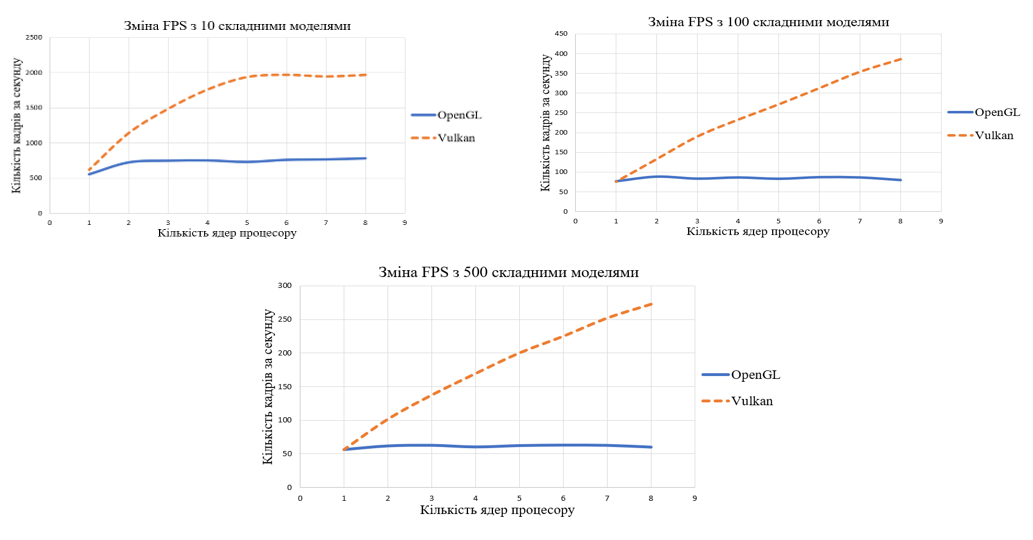 Зміна FPS з 10 складними моделями
Кількість кадрів за секунду
2500
2000
1500
1000
500
0
0 1 2 3 4 5 6 7 8 9
Кількість ядер процесору
OpenGL
Vulkan
Зміна FPS з 100 складними моделями
Кількість кадрів за секунду
450
400
350
300
250
200
150
100
50
0
0 1 2 3 4 5 6 7 8 9
Кількість ядер процесору
OpenGL
Vulkan
Зміна FPS з 500 складними моделями
Кількість кадрів за секунду
300
250
200
150
100
50
0
0 1 2 3 4 5 6 7 8 9
Кількість ядер процесору
OpenGL
Vulkan